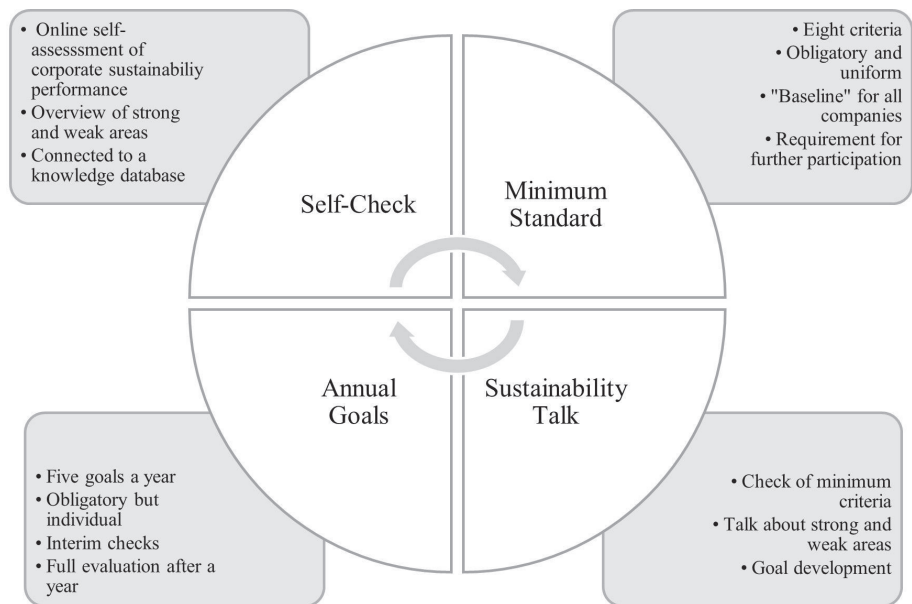 • Online self-
assesssment of
corporate sustainabiliy
performance
• Overview of strong
and weak areas
• Connected to a
knowledge database
• Eight criteria
• Obligatory and
uniform
• "Baseline" for all
companies
• Requirement for
further participation
Self-Check
Minimum
Standard
Annual
Goals
Sustainability
Talk
• Five goals a year
• Obligatory but
individual
• Interim checks
• Full evaluation after a
year
• Check of minimum
criteria
• Talk about strong and
weak areas
• Goal development